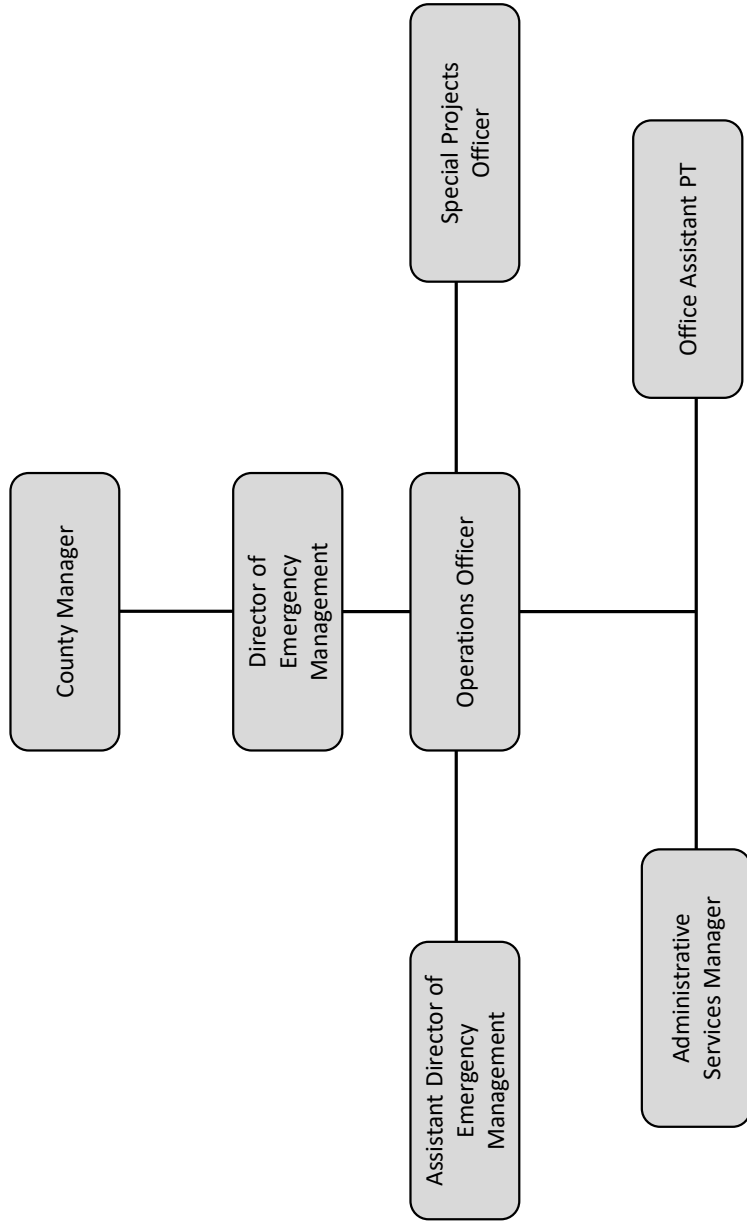 County Manager
Director of
Emergency
Management
Assistant Director of
Emergency
Management
Operations Officer
Special Projects
Officer
Administrative
Services Manager
Office Assistant PT